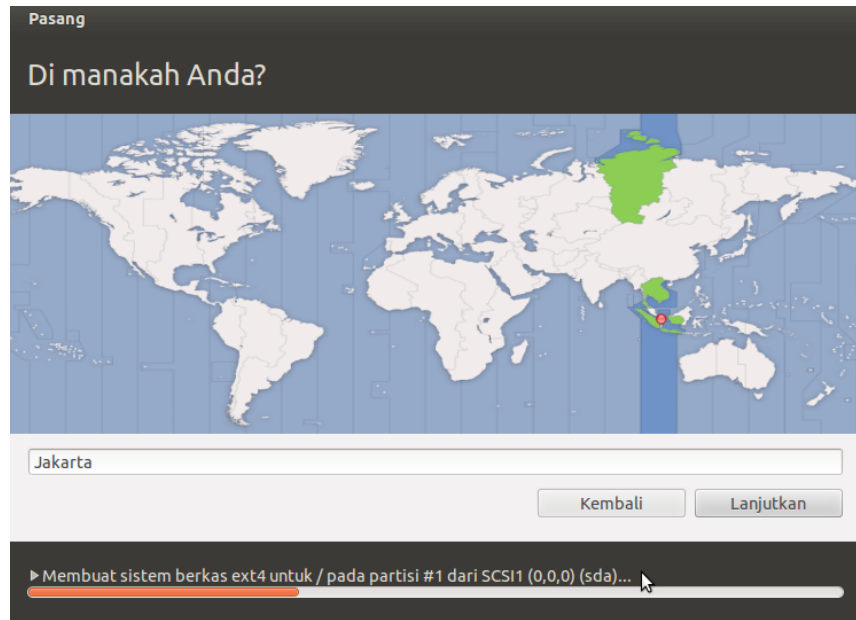 Pasang
Di manakah Anda?
Jakarta
Kembali Lanjutkan
Membuat sistem berkas ext4 untuk / pada partisi #1 dari SCSI1 (0,0,0) (sda)...